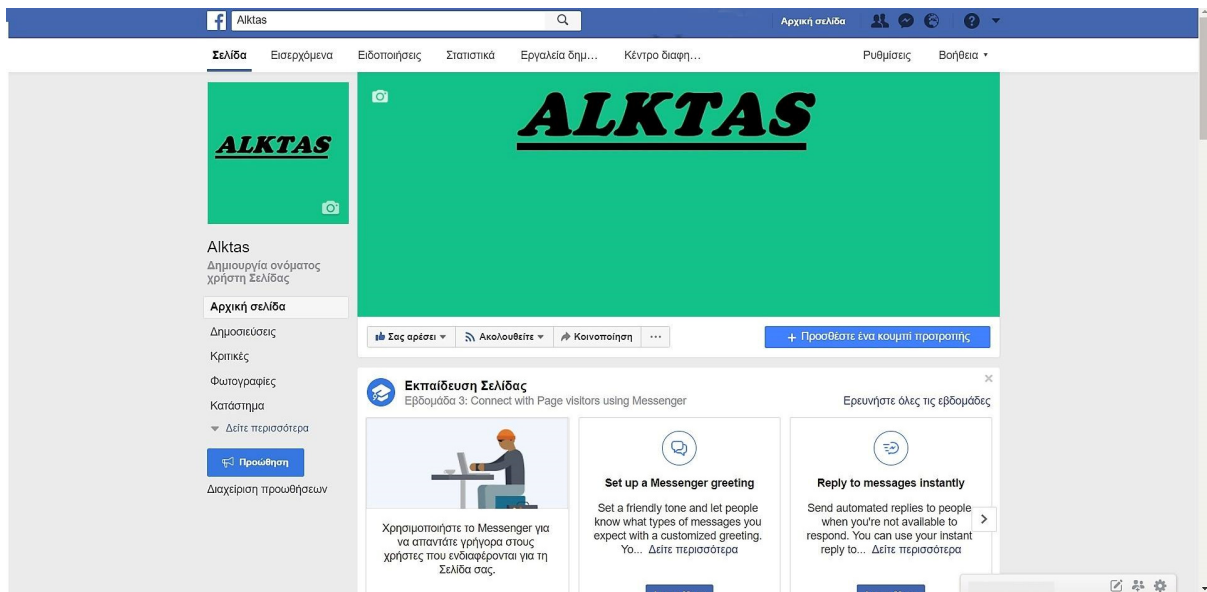 Alktas
Αρχική σελίδα
Σελίδα
Εισερχόμενα
Ειδοποιήσεις
Στατιστικά
Εργαλεία δημ...
Κέντρο διαφη...
Ρυθμίσεις
Βοήθεια
ALKTAS
ALKTAS
Alktas
Δημιουργία ονόματος
χρήστη Σελίδας
Αρχική σελίδα
Δημοσιεύσεις
Κριτικές
Φωτογραφίες
Κατάστημα
Δείτε περισσότερα
Προώθηση
Διαχείριση προωθήσεων
Σας αρέσει
Ακολουθείτε
Κοινοποίηση
...
+ Προσθέστε ένα κουμπί προτροπής
Εκπαίδευση Σελίδας
Εβδομάδα 3: Connect with Page visitors using Messenger
Ερευνήστε όλες τις εβδομάδες
Χρησιμοποιήστε το Messenger για
να απαντάτε γρήγορα στους
χρήστες που ενδιαφέρονται για τη
Σελίδα σας.
Set up a Messenger greeting
Set a friendly tone and let people
know what types of messages you
expect with a customized greeting.
Yo... Δείτε περισσότερα
Reply to messages instantly
Send automated replies to people
when you're not available to
respond. You can use your instant
reply to... Δείτε περισσότερα